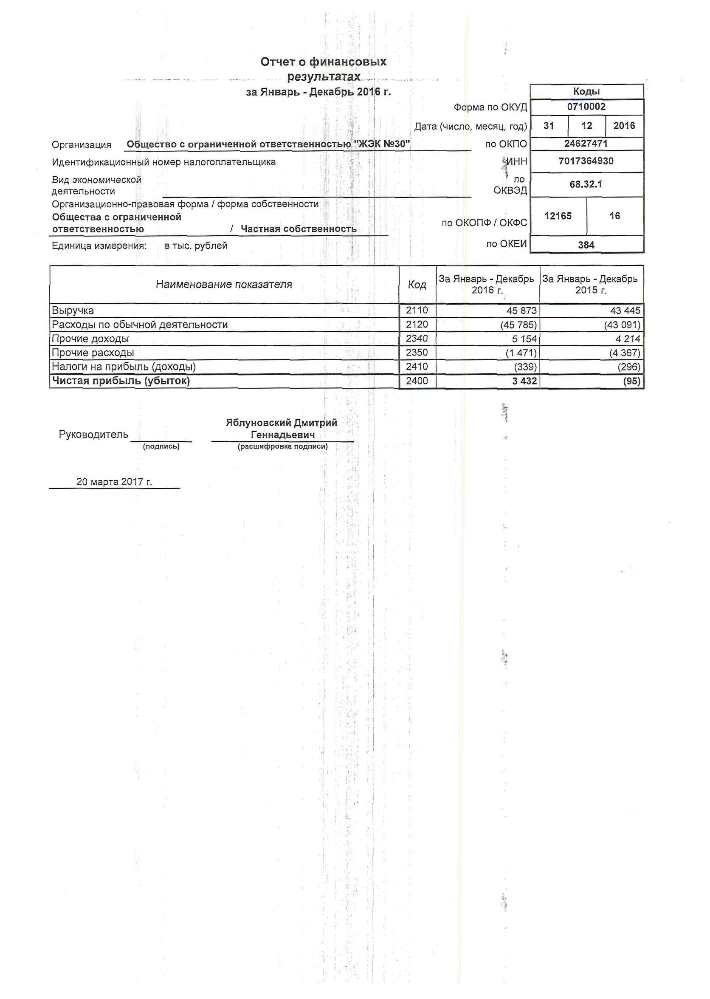 Отчет о финансовых
результатах
за Январь - Декабрь 2016 г.
Коды
Форма по ОКУД 0710002
Дата (число, месяц, год) 31 12 2016
Организация Общество с ограниченной ответственностью "ЖЭК №30" по ОКПО 24627471
Идентификационный номер налогоплательщика ИНН 7017364930
Вид экономической
деятельности
по
ОКВЭД
68.32.1
Организационно-правовая форма / форма собственности
Общества с ограниченной
ответственностью / Частная собственность
по ОКОПФ / ОКФС 12165 16
Единица измерения: в тыс. рублей по ОКЕИ 384
Наименование показателя Код За Январь - Декабрь 2016 г. За Январь - Декабрь 2015 г.
Выручка 2110 45 873 43 445
Расходы по обычной деятельности 2120 (45 785) (43 091)
Прочие доходы 2340 5 154 4 214
Прочие расходы 2350 (1 471) (4 367)
Налоги на прибыль (доходы) 2410 (339) (296)
Чистая прибыль (убыток) 2400 3 432 (95)
Яблуновский Дмитрий
Руководитель Геннадьевич
(подпись) (расшифровка подписи)
20 марта 2017 г.